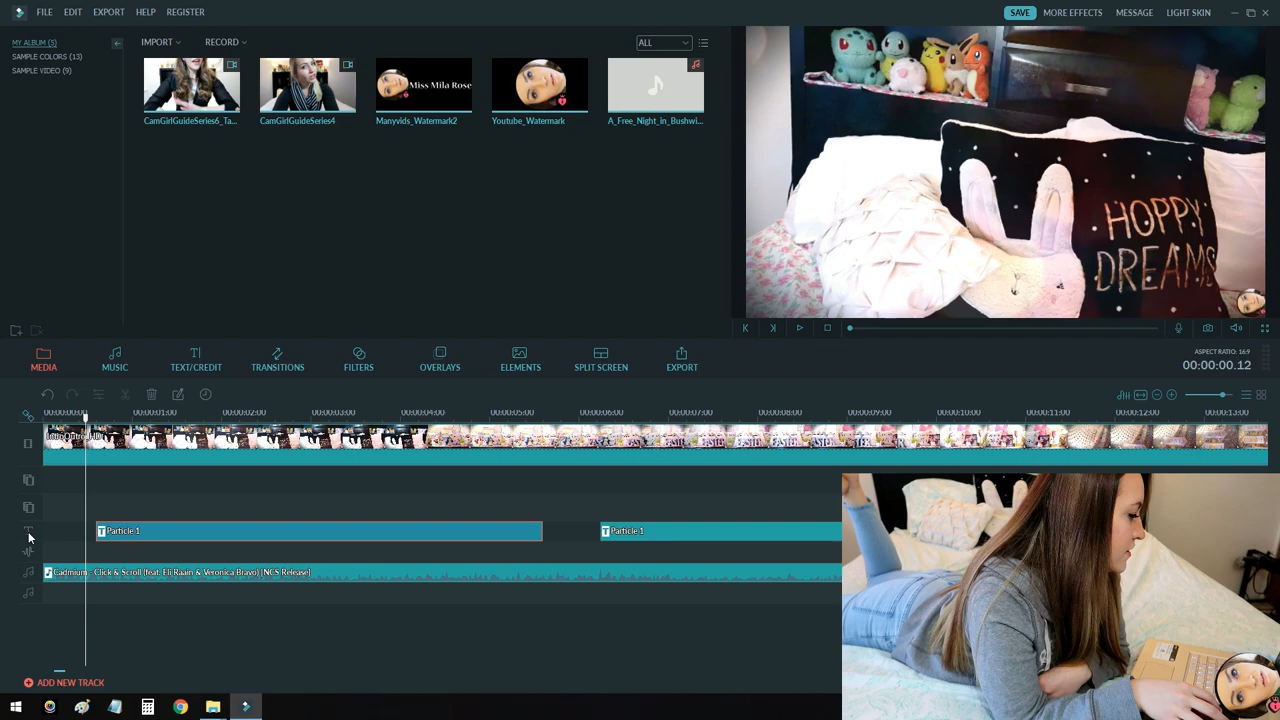 FILE EDIT EXPORT HELP REGISTER
SAVE MORE EFFECTS MESSAGE LIGHT SKIN
MY ALBUM (5)
SAMPLE COLORS (13)
SAMPLE VIDEO (9)
IMPORT RECORD
ALL
Miss Mila Rose
CamGirlGuideSeries6_Ta... CamGirlGuideSeries4 Manyvids_Watermark2 Youtube_Watermark A_Free_Night_in_Bushwi...
HOPPY
DREAMS
MEDIA MUSIC TEXT/CREDIT TRANSITIONS FILTERS OVERLAYS ELEMENTS SPLIT SCREEN EXPORT
ASPECT RATIO: 16:9
00:00:00.12
00:00:00:00 00:00:01:00 00:00:02:00 00:00:03:00 00:00:04:00 00:00:05:00 00:00:06:00 00:00:07:00 00:00:08:00 00:00:09:00 00:00:10:00 00:00:11:00 00:00:12:00 00:00:13:00
T Particle 1 T Particle 1
Cadmium - Click & Scroll (feat. Eli Raain & Veronica Bravo) [NCS Release]
ADD NEW TRACK